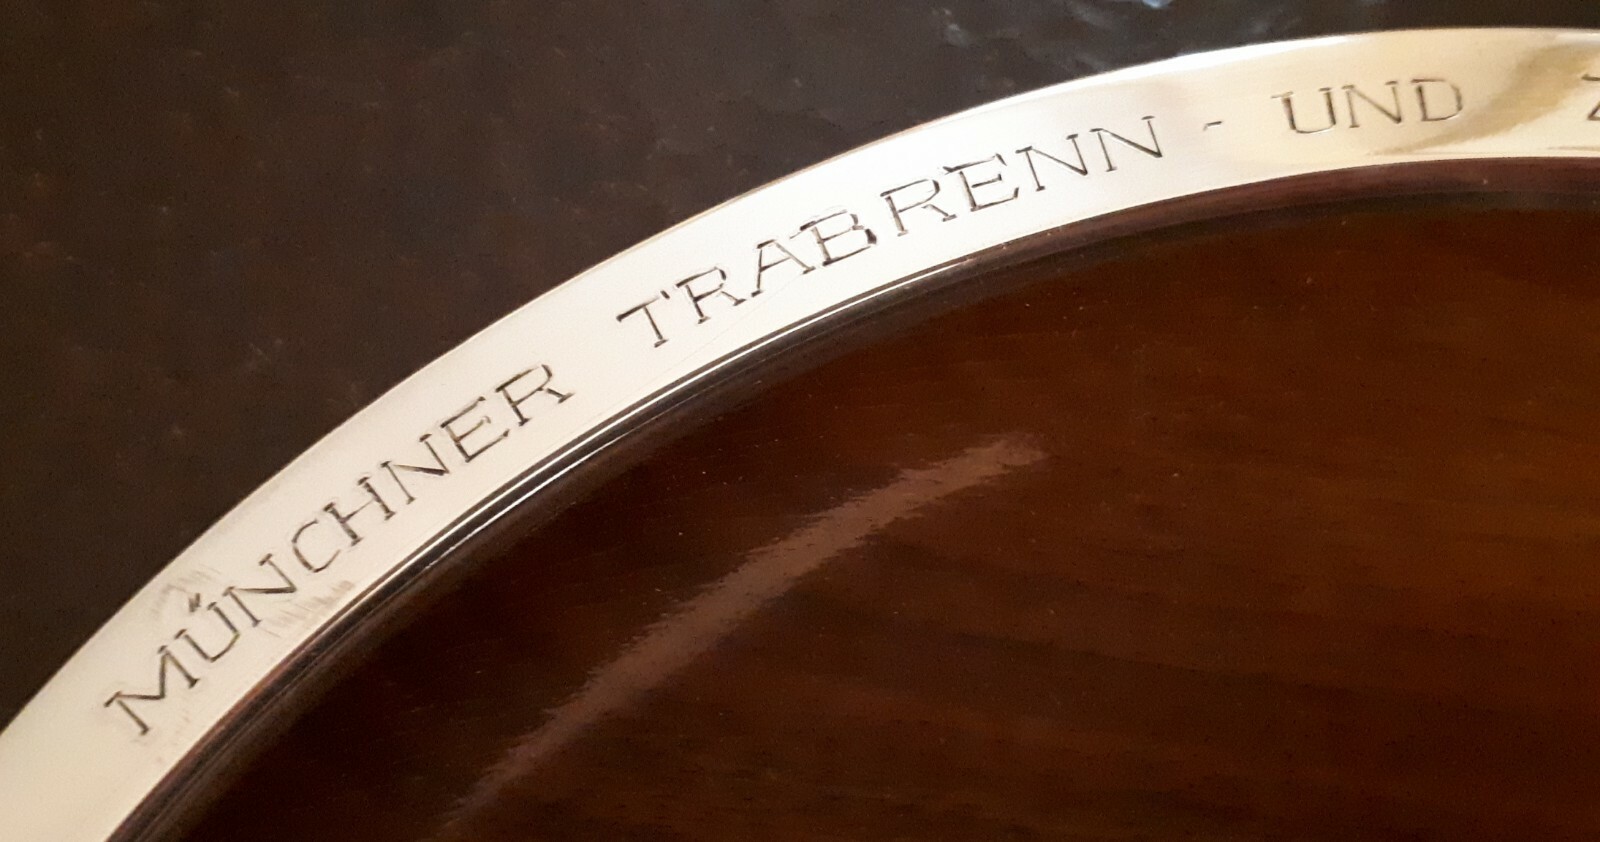 MÜNCHNER TRABRENN - UND